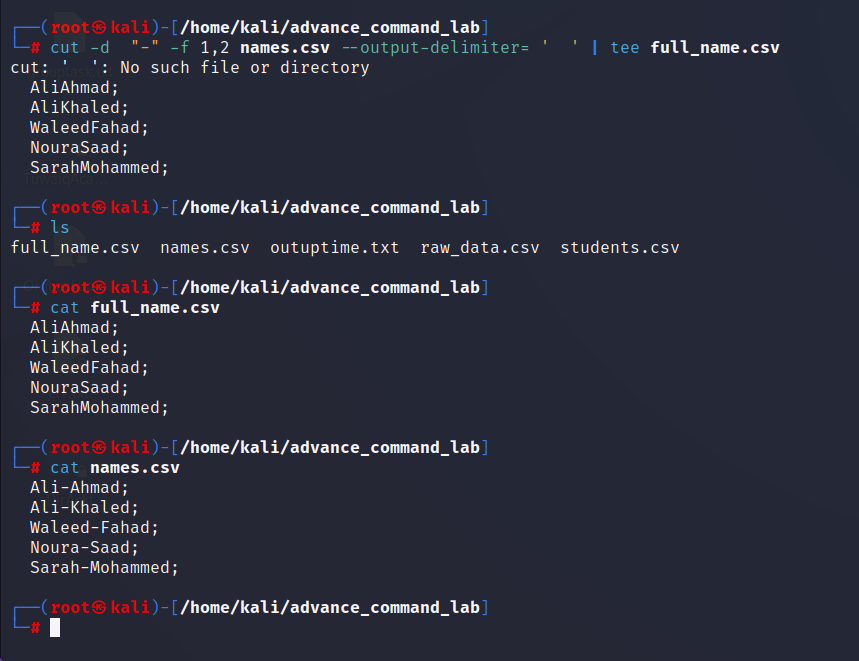 ┌──(root㉿kali)-[/home/kali/advance_command_lab]
└─# cut -d  "-" -f 1,2 names.csv --output-delimiter= '  ' | tee full_name.csv
cut: '  ': No such file or directory
  AliAhmad;
  AliKhaled;
  WaleedFahad;
  NouraSaad;
  SarahMohammed;
┌──(root㉿kali)-[/home/kali/advance_command_lab]
└─# ls
full_name.csv  names.csv  outuptime.txt  raw_data.csv  students.csv
┌──(root㉿kali)-[/home/kali/advance_command_lab]
└─# cat full_name.csv
  AliAhmad;
  AliKhaled;
  WaleedFahad;
  NouraSaad;
  SarahMohammed;
┌──(root㉿kali)-[/home/kali/advance_command_lab]
└─# cat names.csv
  Ali-Ahmad;
  Ali-Khaled;
  Waleed-Fahad;
  Noura-Saad;
  Sarah-Mohammed;
┌──(root㉿kali)-[/home/kali/advance_command_lab]
└─#